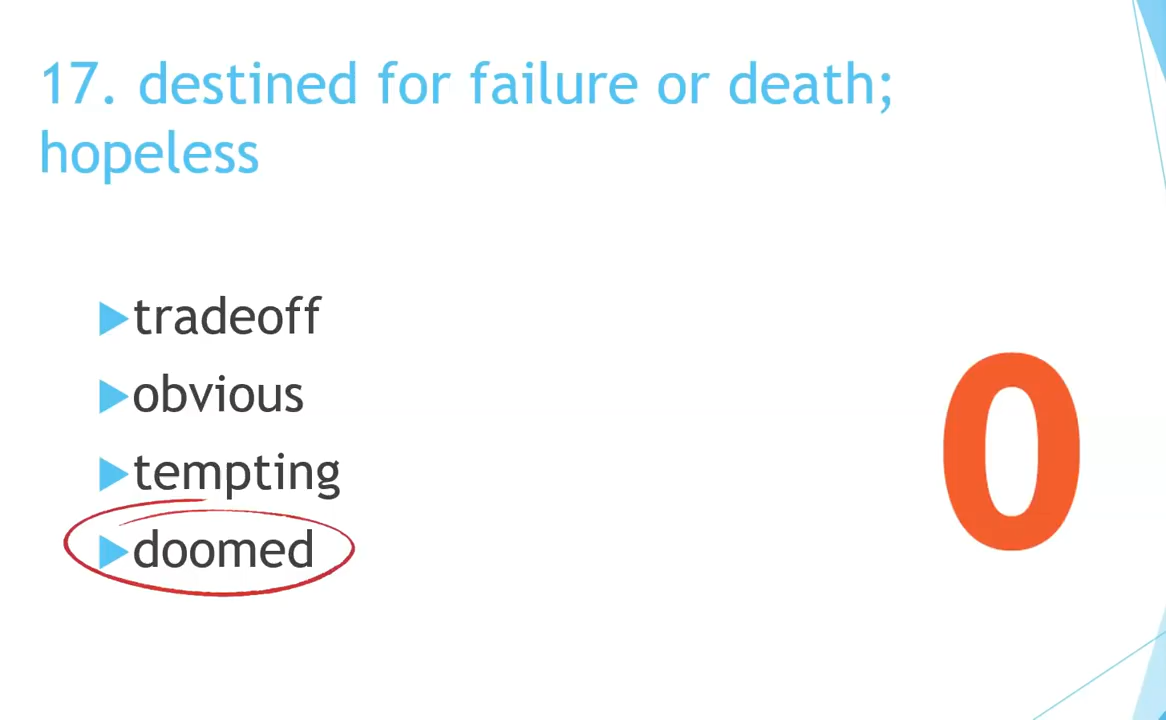 17. destined for failure or death;
hopeless
tradeoff
obvious
tempting
doomed
0